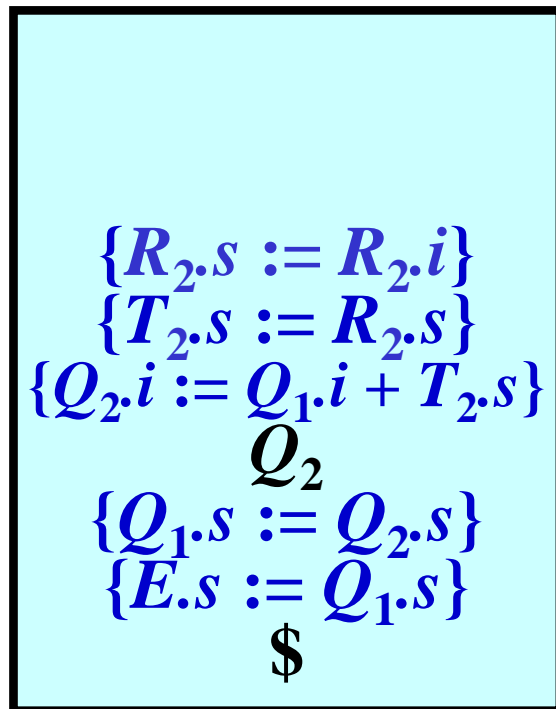 {R₂.s := R₂.i}
{T₂.s := R₂.s}
{Q₂.i := Q₁.i + T₂.s}
Q₂
{Q₁.s := Q₂.s}
{E.s := Q₁.s}
$